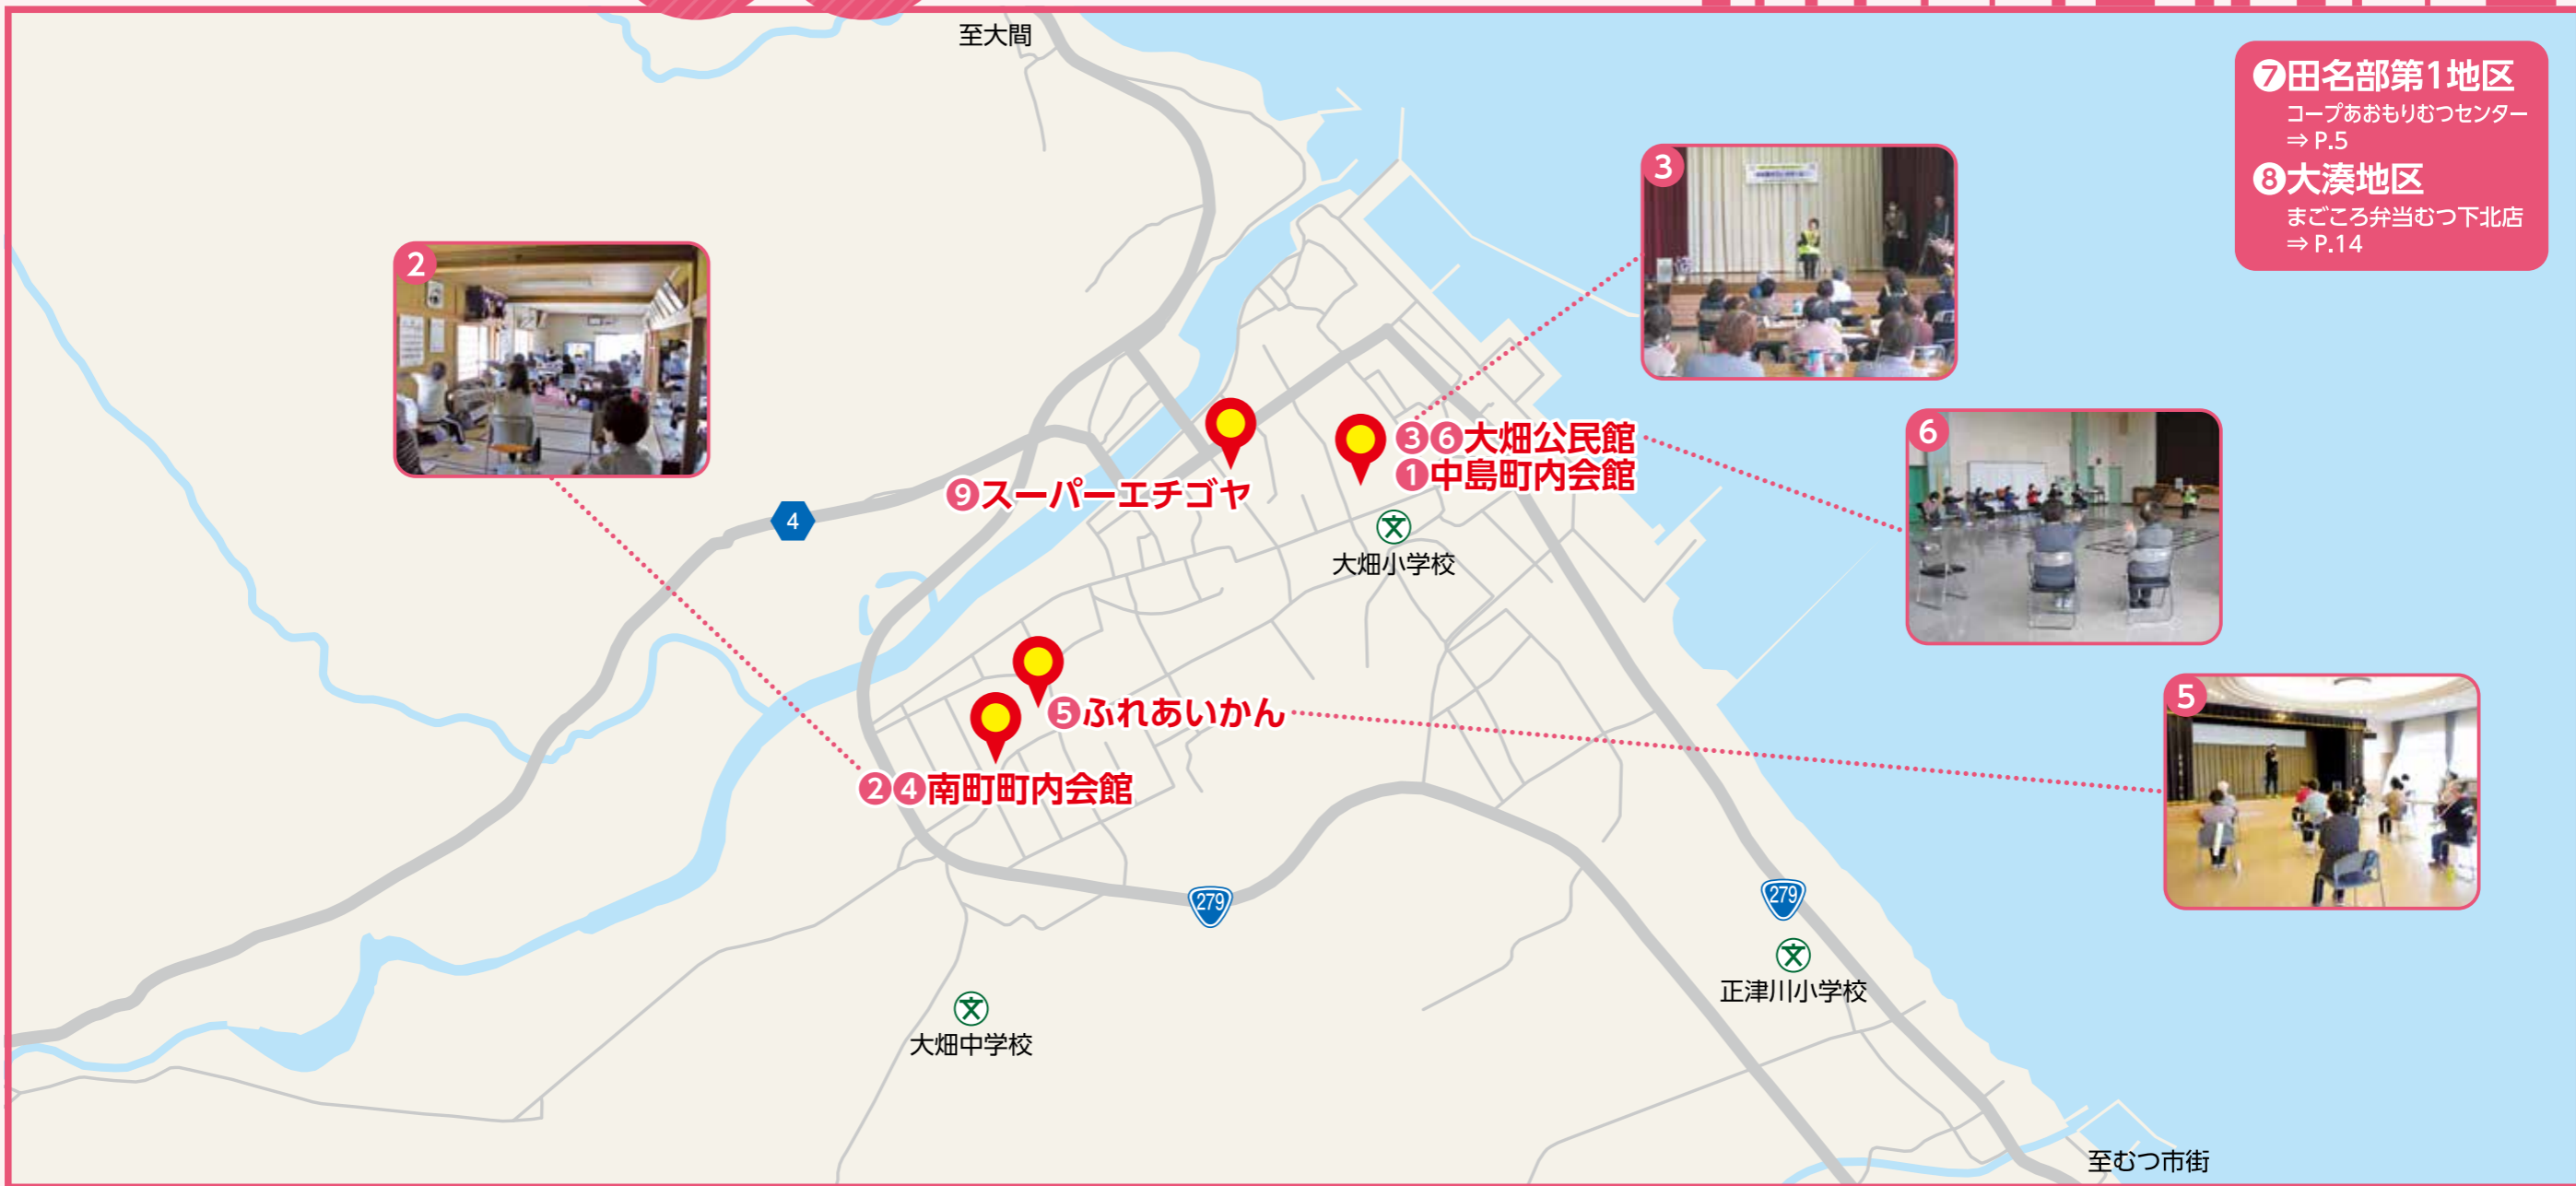 至大間
❼田名部第1地区
コープあおもりむつセンター
⇒ P.5
❽大湊地区
まごころ弁当むつ下北店
⇒ P.14
3
2
6
❸❻大畑公民館
❶中島町内会館
❾スーパーエチゴヤ
4
大畑小学校
5
❺ふれあいかん
❷❹南町町内会館
279
279
正津川小学校
大畑中学校
至むつ市街